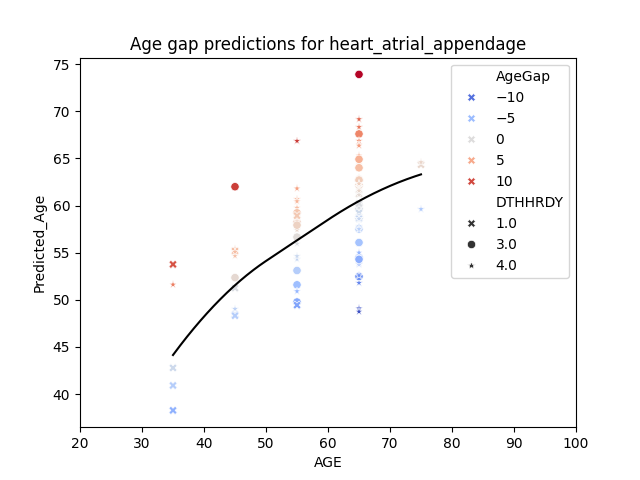 Age gap predictions for heart_atrial_appendage
75
70
65
60
55
50
45
40
Predicted_Age
20 30 40 50 60 70 80 90 100
AGE
AgeGap
−10
−5
0
5
10
DTHHRDY
1.0
3.0
4.0